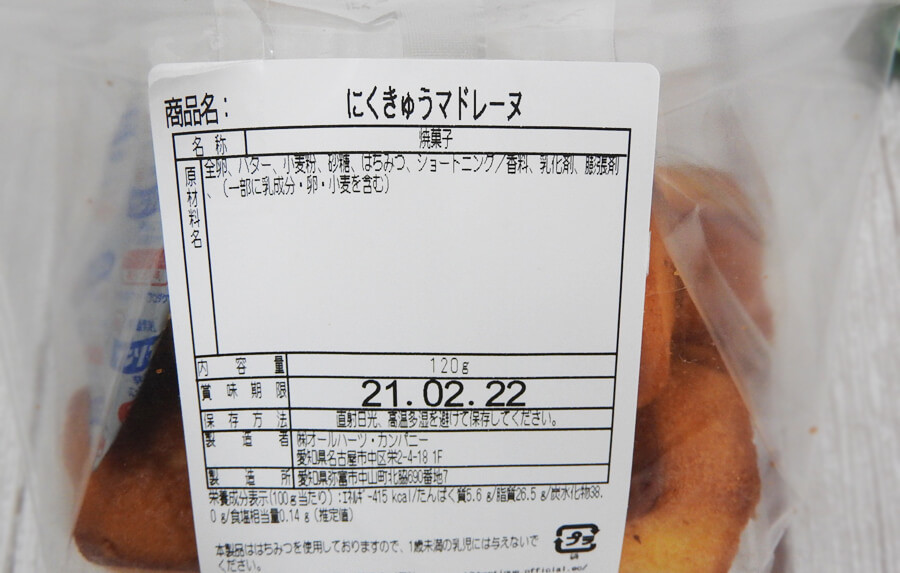 商品名: にくきゅうマドレーヌ
名称 焼菓子
原材料名 全卵、バター、小麦粉、砂糖、はちみつ、ショートニング/香料、乳化剤、膨張剤
、(一部に乳成分・卵・小麦を含む)
内容量 120g
賞味期限 21.02.22
保存方法 直射日光、高温多湿を避けて保存してください。
製造者 ㈱オールハーツ・カンパニー
愛知県名古屋市中区栄2-4-18 1F
製造所 愛知県弥富市中山町北脇690番地7
栄養成分表示(100g当たり):エネルギー415 kcal/たんぱく質5.6 g/脂質26.5 g/炭水化物38.
0 g/食塩相当量0.14 g (推定値)
本製品ははちみつを使用しておりますので、1歳未満の乳児には与えないで
ください。
プラ